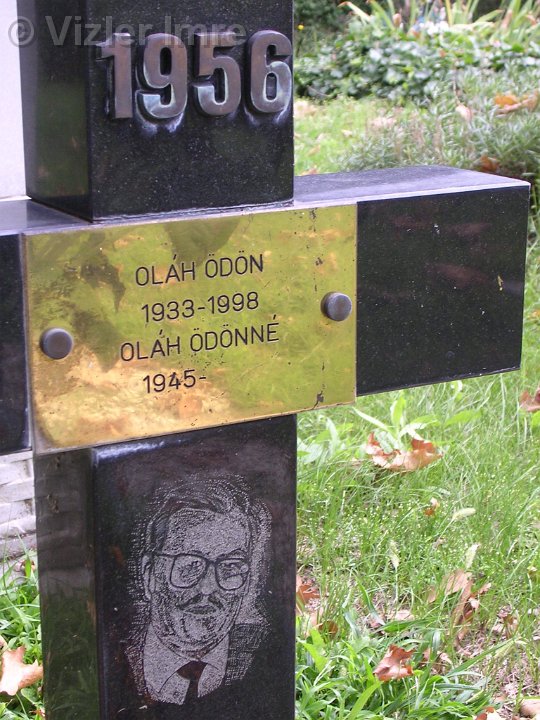 © Vizler Imre
1956
OLÁH ÖDÖN
1933-1998
OLÁH ÖDÖNNÉ
1945-